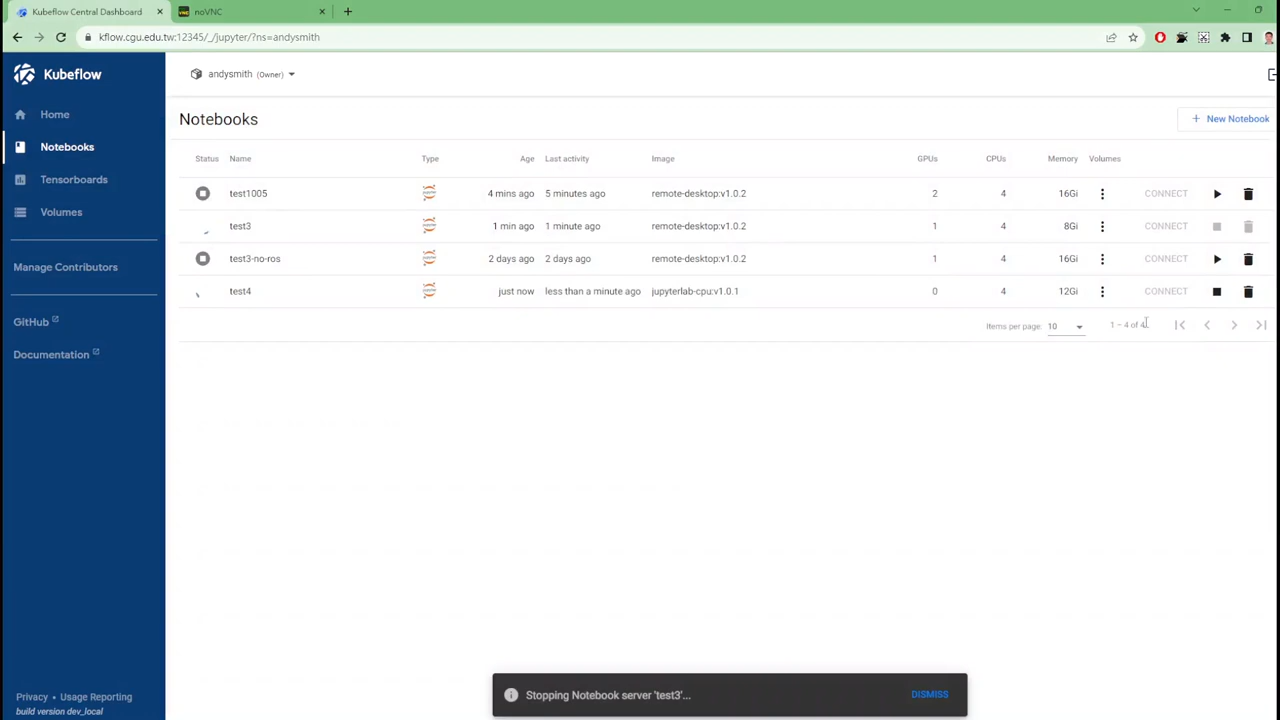 Kubeflow Central Dashboard
noVNC
kflow.cgu.edu.tw:12345/_/jupyter/?ns=andysmith
Kubeflow
andysmith (Owner)
Home
Notebooks
Tensorboards
Volumes
Manage Contributors
GitHub
Documentation
Privacy • Usage Reporting
build version dev_local
Notebooks
+ New Notebook
Status Name Type Age Last activity Image GPUs CPUs Memory Volumes
test1005 4 mins ago 5 minutes ago remote-desktop:v1.0.2 2 4 16Gi CONNECT
test3 1 min ago 1 minute ago remote-desktop:v1.0.2 1 4 8Gi CONNECT
test3-no-ros 2 days ago 2 days ago remote-desktop:v1.0.2 1 4 16Gi CONNECT
test4 just now less than a minute ago jupyterlab-cpu:v1.0.1 0 4 12Gi CONNECT
Items per page: 10 1 – 4 of 4
Stopping Notebook server 'test3'... DISMISS